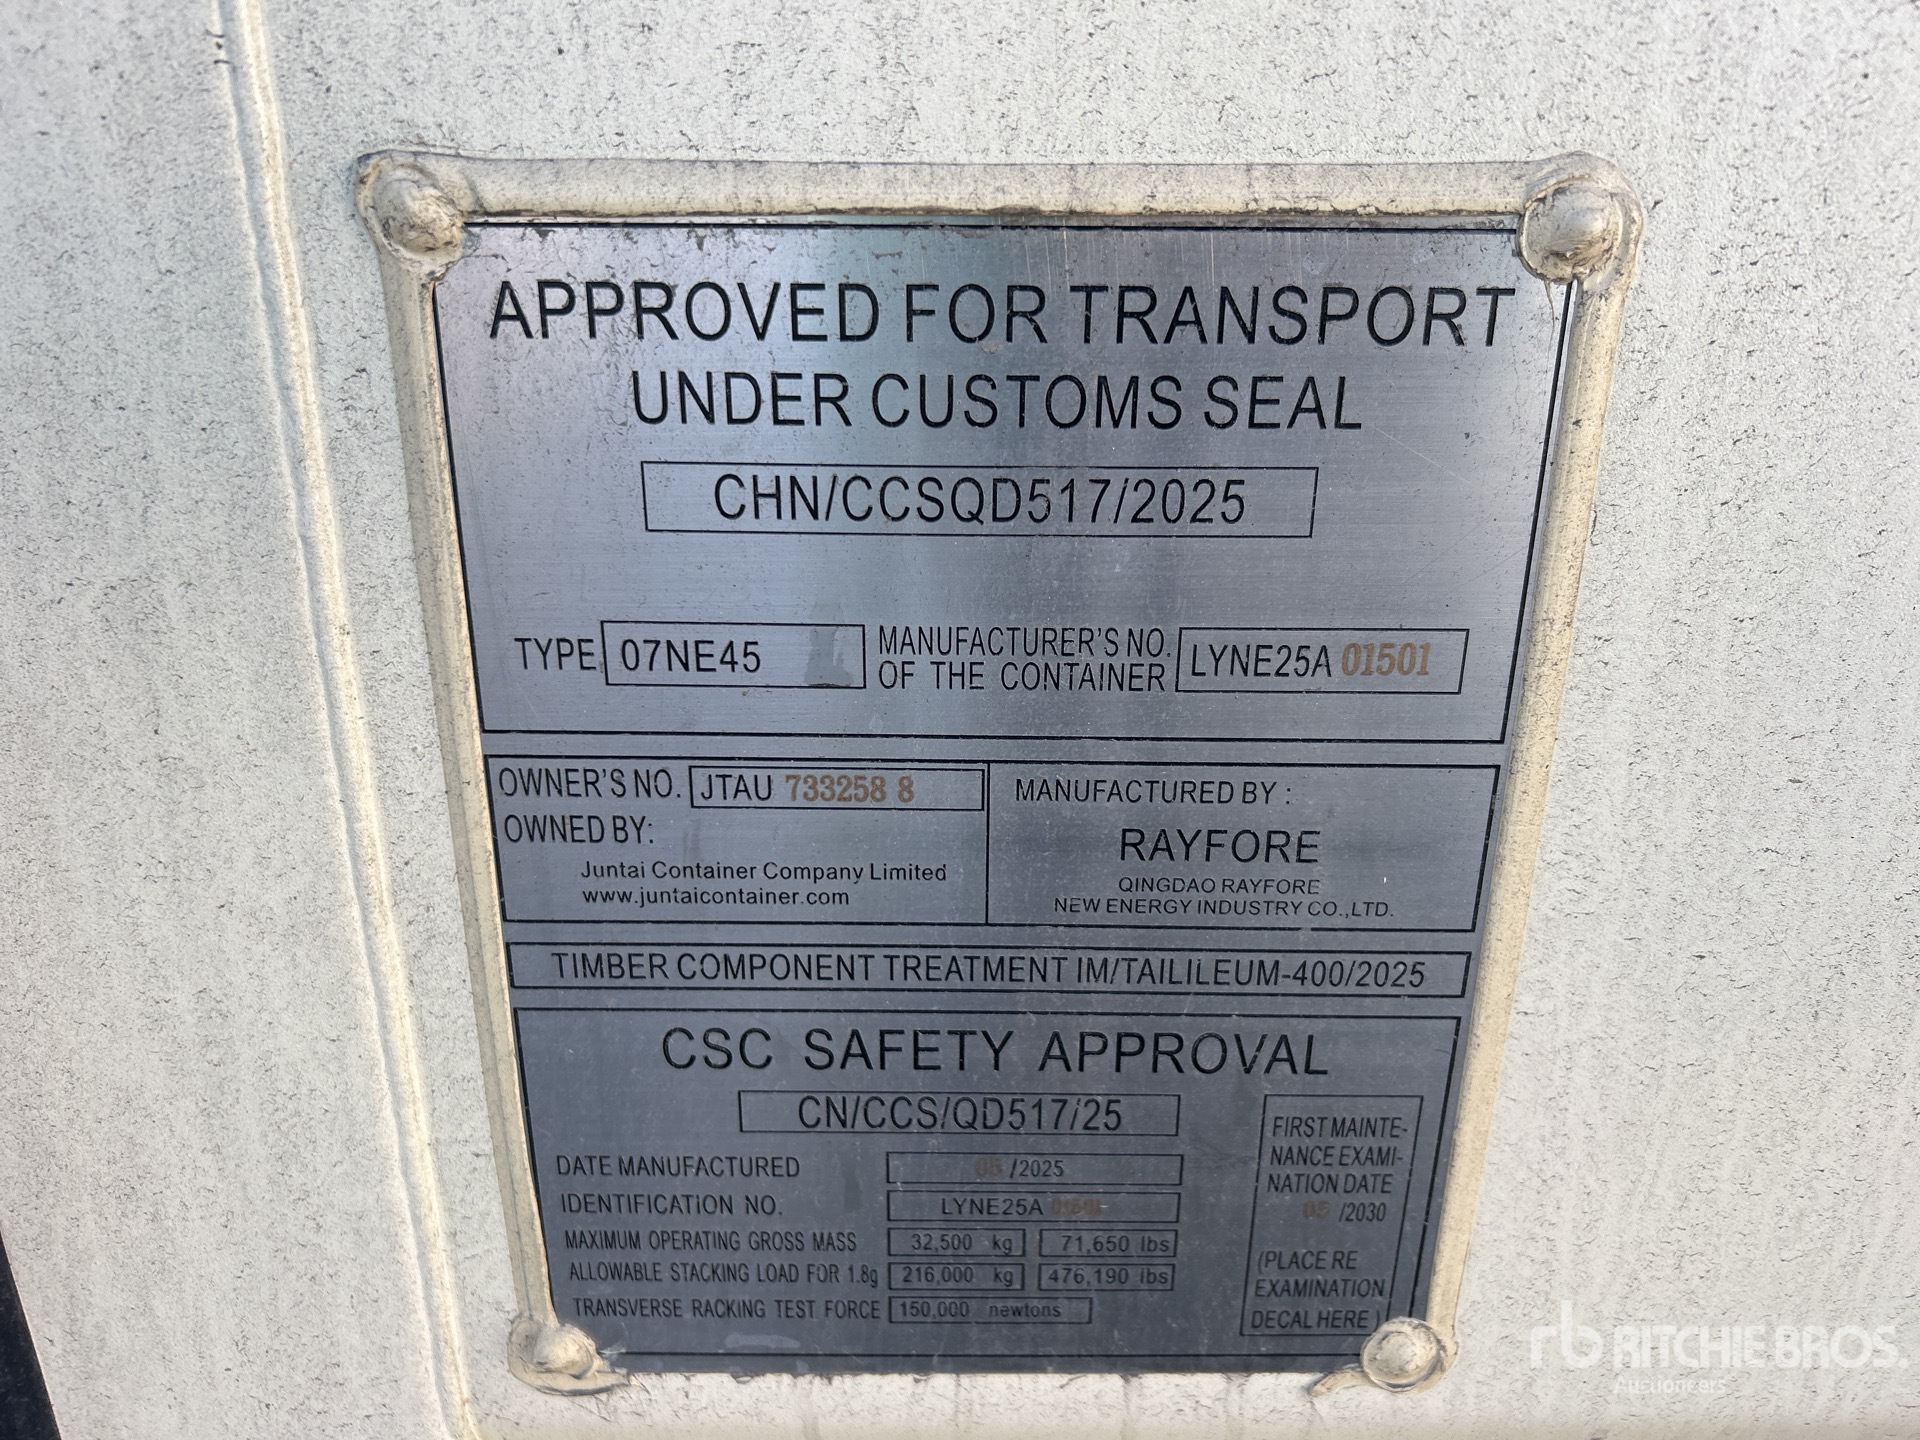 APPROVED FOR TRANSPORT
UNDER CUSTOMS SEAL
CHN/CCSQD517/2025
TYPE 07NE45
MANUFACTURER'S NO.
OF THE CONTAINER
LYNE25A 01501
OWNER'S NO. JTAU 733258 8
OWNED BY:
Juntai Container Company Limited
www.juntaicontainer.com
MANUFACTURED BY :
RAYFORE
QINGDAO RAYFORE
NEW ENERGY INDUSTRY CO.,LTD.
TIMBER COMPONENT TREATMENT IM/TAILILEUM-400/2025
CSC SAFETY APPROVAL
CN/CCS/QD517/25
DATE MANUFACTURED 05 /2025
IDENTIFICATION NO. LYNE25A 01501
MAXIMUM OPERATING GROSS MASS 32,500 kg 71,650 lbs
ALLOWABLE STACKING LOAD FOR 1.8g 216,000 kg 476,190 lbs
TRANSVERSE RACKING TEST FORCE 150,000 newtons
FIRST MAINTE-
NANCE EXAMI-
NATION DATE
05 /2030
(PLACE RE
EXAMINATION
DECAL HERE )
rb RITCHIE BROS.
Auctioneers